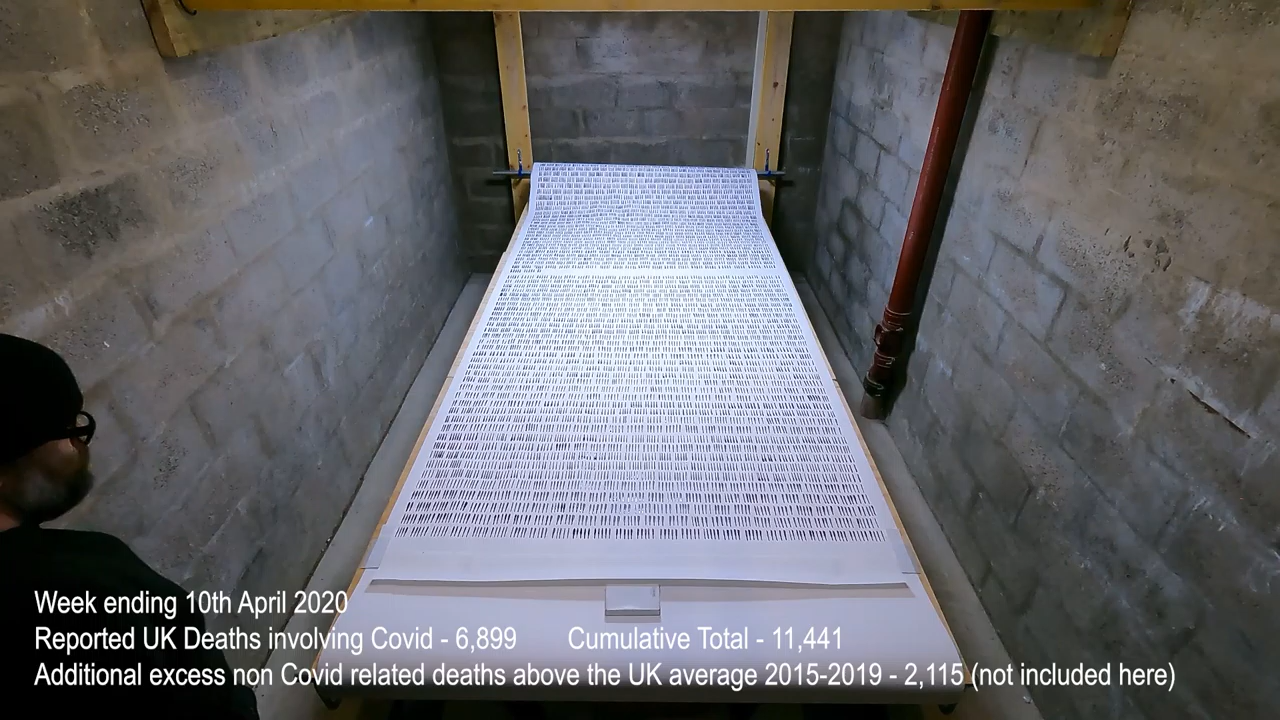 Week ending 10th April 2020
Reported UK Deaths involving Covid - 6,899 Cumulative Total - 11,441
Additional excess non Covid related deaths above the UK average 2015-2019 - 2,115 (not included here)